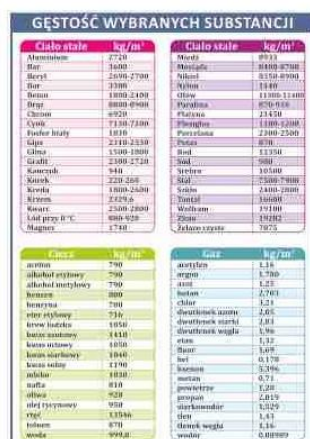 GĘSTOŚĆ WYBRANYCH SUBSTANCJI
Ciało stałe kg/m³
Aluminium 2720
Bar 3600
Beryl 2690-2700
Bor 3300
Beton 1800-2400
Brąz 8800-8900
Chrom 6920
Cynk 7130-7300
Fosfor biały 1830
Gips 2310-2330
Glina 1500-1800
Grafit 2300-2720
Kauczuk 940
Korek 220-260
Kreda 1800-2600
Krzem 2329,6
Kwarc 2500-2800
Lód przy 0°C 880-920
Magnez 1740
Ciało stałe kg/m³
Miedź 8933
Mosiądz 8400-8700
Nikiel 8350-8900
Nylon 1140
Ołów
Parafina 870-910
Platyna 21450
Plexiglas 1180-1200
Porcelana 2300-2500
Potas 870
Rod 12350
Sód 980
Srebro 10500
Stal 7500-7900
Szkło 2400-2800
Tantal 16600
Wolfram 19100
Złoto 19282
Żelazo czyste 7875
Ciecz kg/m³
aceton 790
alkohol etylowy 790
alkohol metylowy 790
benzen 880
benzyna 700
eter etylowy 716
krew ludzka 1050
kwas azotowy 1410
kwas octowy 1050
kwas siarkowy 1840
kwas solny 1190
mleko 1030
nafta 810
oliwa 920
olej rycynowy 950
rtęć 13546
toluen 870
woda 999,8
Gaz kg/m³
acetylen 1,16
argon 1,780
azot 1,25
butan 2,703
chlor 3,21
dwutlenek azotu 2,05
dwutlenek siarki 2,83
dwutlenek węgla 1,96
etan 1,32
fluor 1,69
hel 0,178
ksenon 5,396
metan 0,71
powietrze 1,20
propan 2,019
siarkowodór 1,529
tlen 1,43
tlenek węgla 1,16
wodór 0,08989